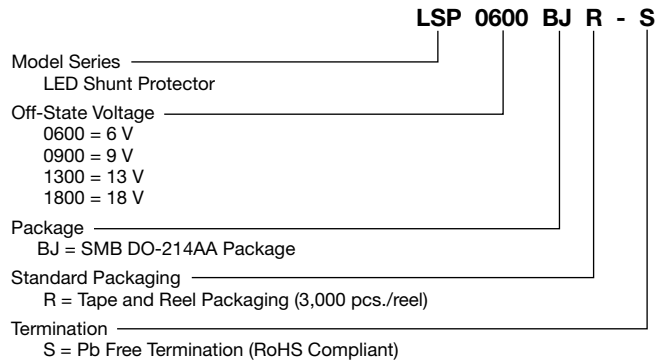 LSP 0600 BJ R - S
Model Series
LED Shunt Protector
Off-State Voltage
0600 = 6 V
0900 = 9 V
1300 = 13 V
1800 = 18 V
Package
BJ = SMB DO-214AA Package
Standard Packaging
R = Tape and Reel Packaging (3,000 pcs./reel)
Termination
S = Pb Free Termination (RoHS Compliant)